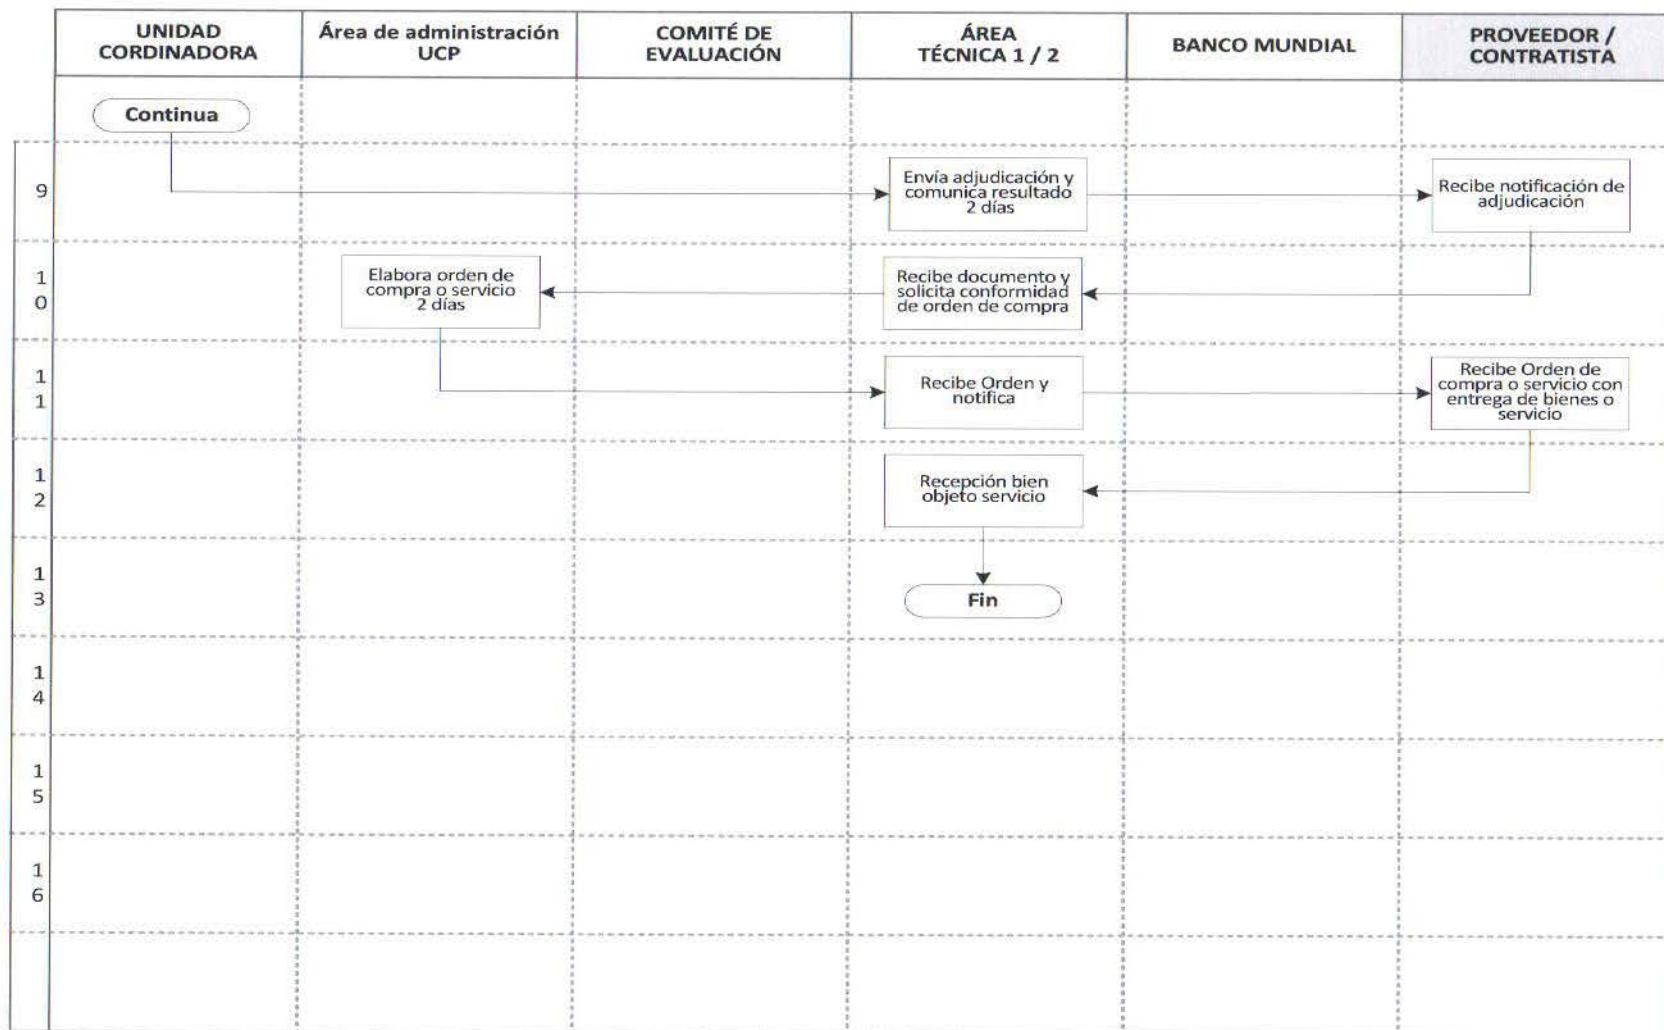 UNIDAD
CORDINADORA
Área de administración
UCP
COMITÉ DE
EVALUACIÓN
ÁREA
TÉCNICA 1 / 2
BANCO MUNDIAL
PROVEEDOR /
CONTRATISTA
Continua
9
Envía adjudicación y
comunica resultado
2 días
Recibe notificación de
adjudicación
1
0
Elabora orden de
compra o servicio
2 días
Recibe documento y
solicita conformidad
de orden de compra
1
1
Recibe Orden y
notifica
Recibe Orden de
compra o servicio con
entrega de bienes o
servicio
1
2
Recepción bien
objeto servicio
1
3
Fin
1
4
1
5
1
6